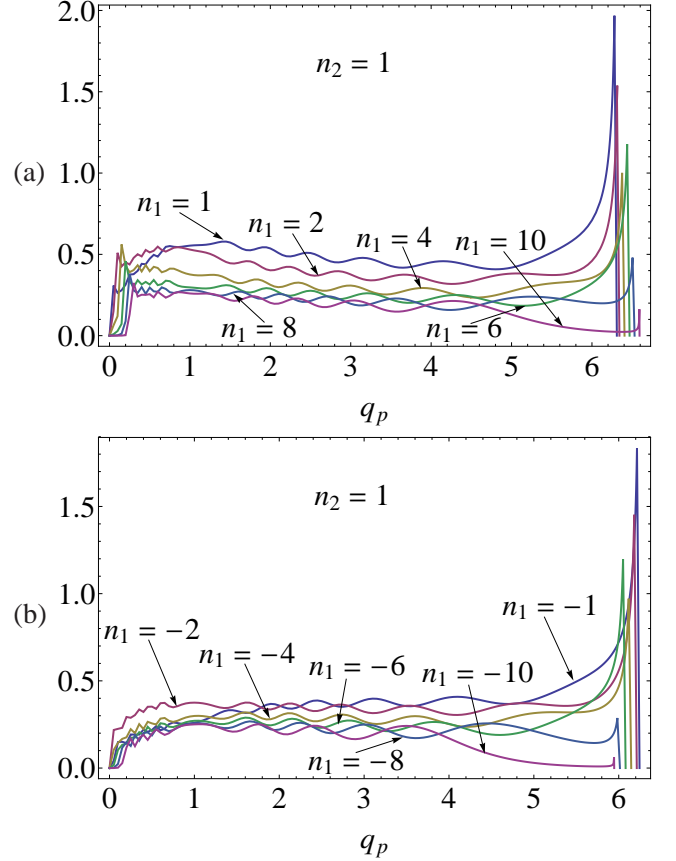 2.0
n₂ = 1
1.5
(a)
1.0
n₁ = 1
n₁ = 2
n₁ = 4
n₁ = 10
0.5
n₁ = 8
n₁ = 6
0.0
0 1 2 3 4 5 6
qₚ
n₂ = 1
1.5
(b)
1.0
n₁ = −1
n₁ = −2
n₁ = −4
n₁ = −6
n₁ = −10
0.5
n₁ = −8
0.0
0 1 2 3 4 5 6
qₚ